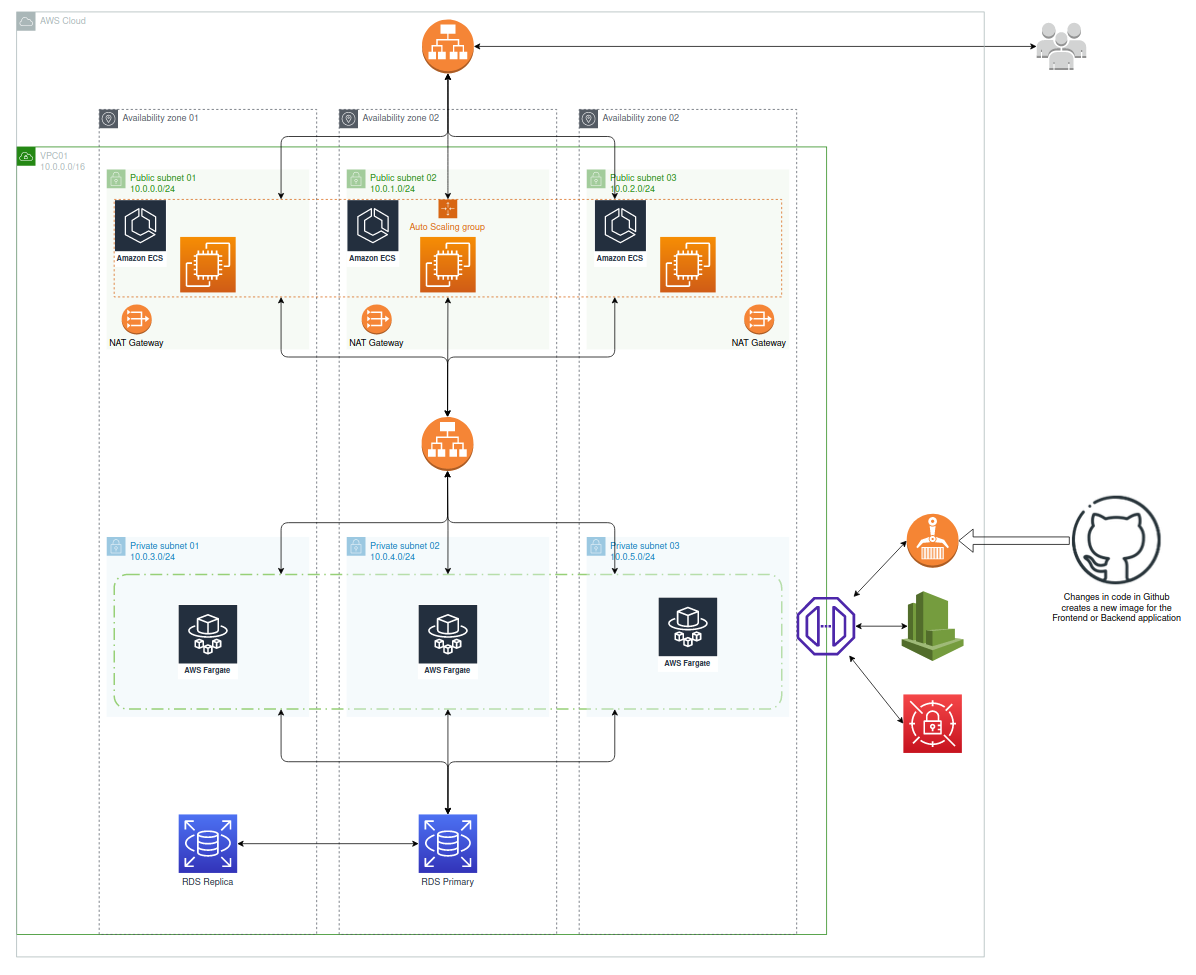 AWS Cloud
Availability zone 01
Availability zone 02
Availability zone 02
VPC01
10.0.0.0/16
Public subnet 01
10.0.0.0/24
Public subnet 02
10.0.1.0/24
Public subnet 03
10.0.2.0/24
Auto Scaling group
Amazon ECS
Amazon ECS
Amazon ECS
NAT Gateway
NAT Gateway
NAT Gateway
Private subnet 01
10.0.3.0/24
Private subnet 02
10.0.4.0/24
Private subnet 03
10.0.5.0/24
Changes in code in Github
creates a new image for the
Frontend or Backend application
AWS Fargate
AWS Fargate
AWS Fargate
RDS Replica
RDS Primary